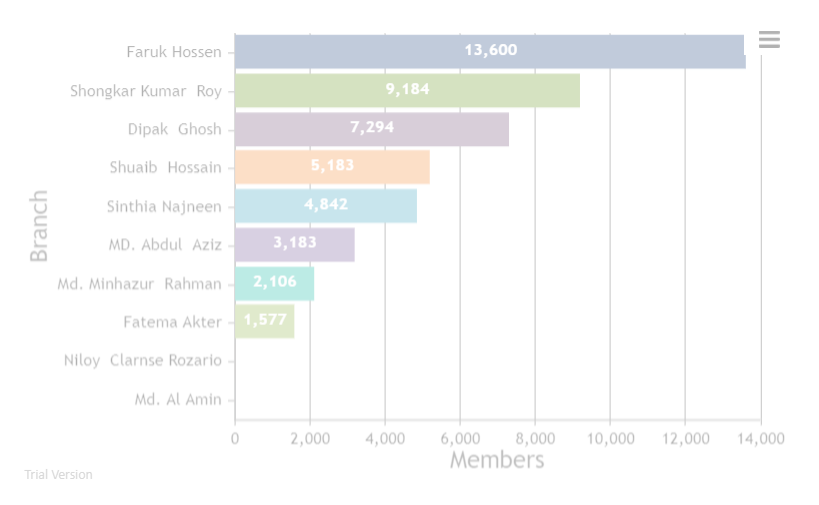 Faruk Hossen 13,600
Shongkar Kumar Roy 9,184
Dipak Ghosh 7,294
Shuaib Hossain 5,183
Sinthia Najneen 4,842
MD. Abdul Aziz 3,183
Md. Minhazur Rahman 2,106
Fatema Akter 1,577
Niloy Clarnse Rozario
Md. Al Amin
Branch
0 2,000 4,000 6,000 8,000 10,000 12,000 14,000
Members
Trial Version